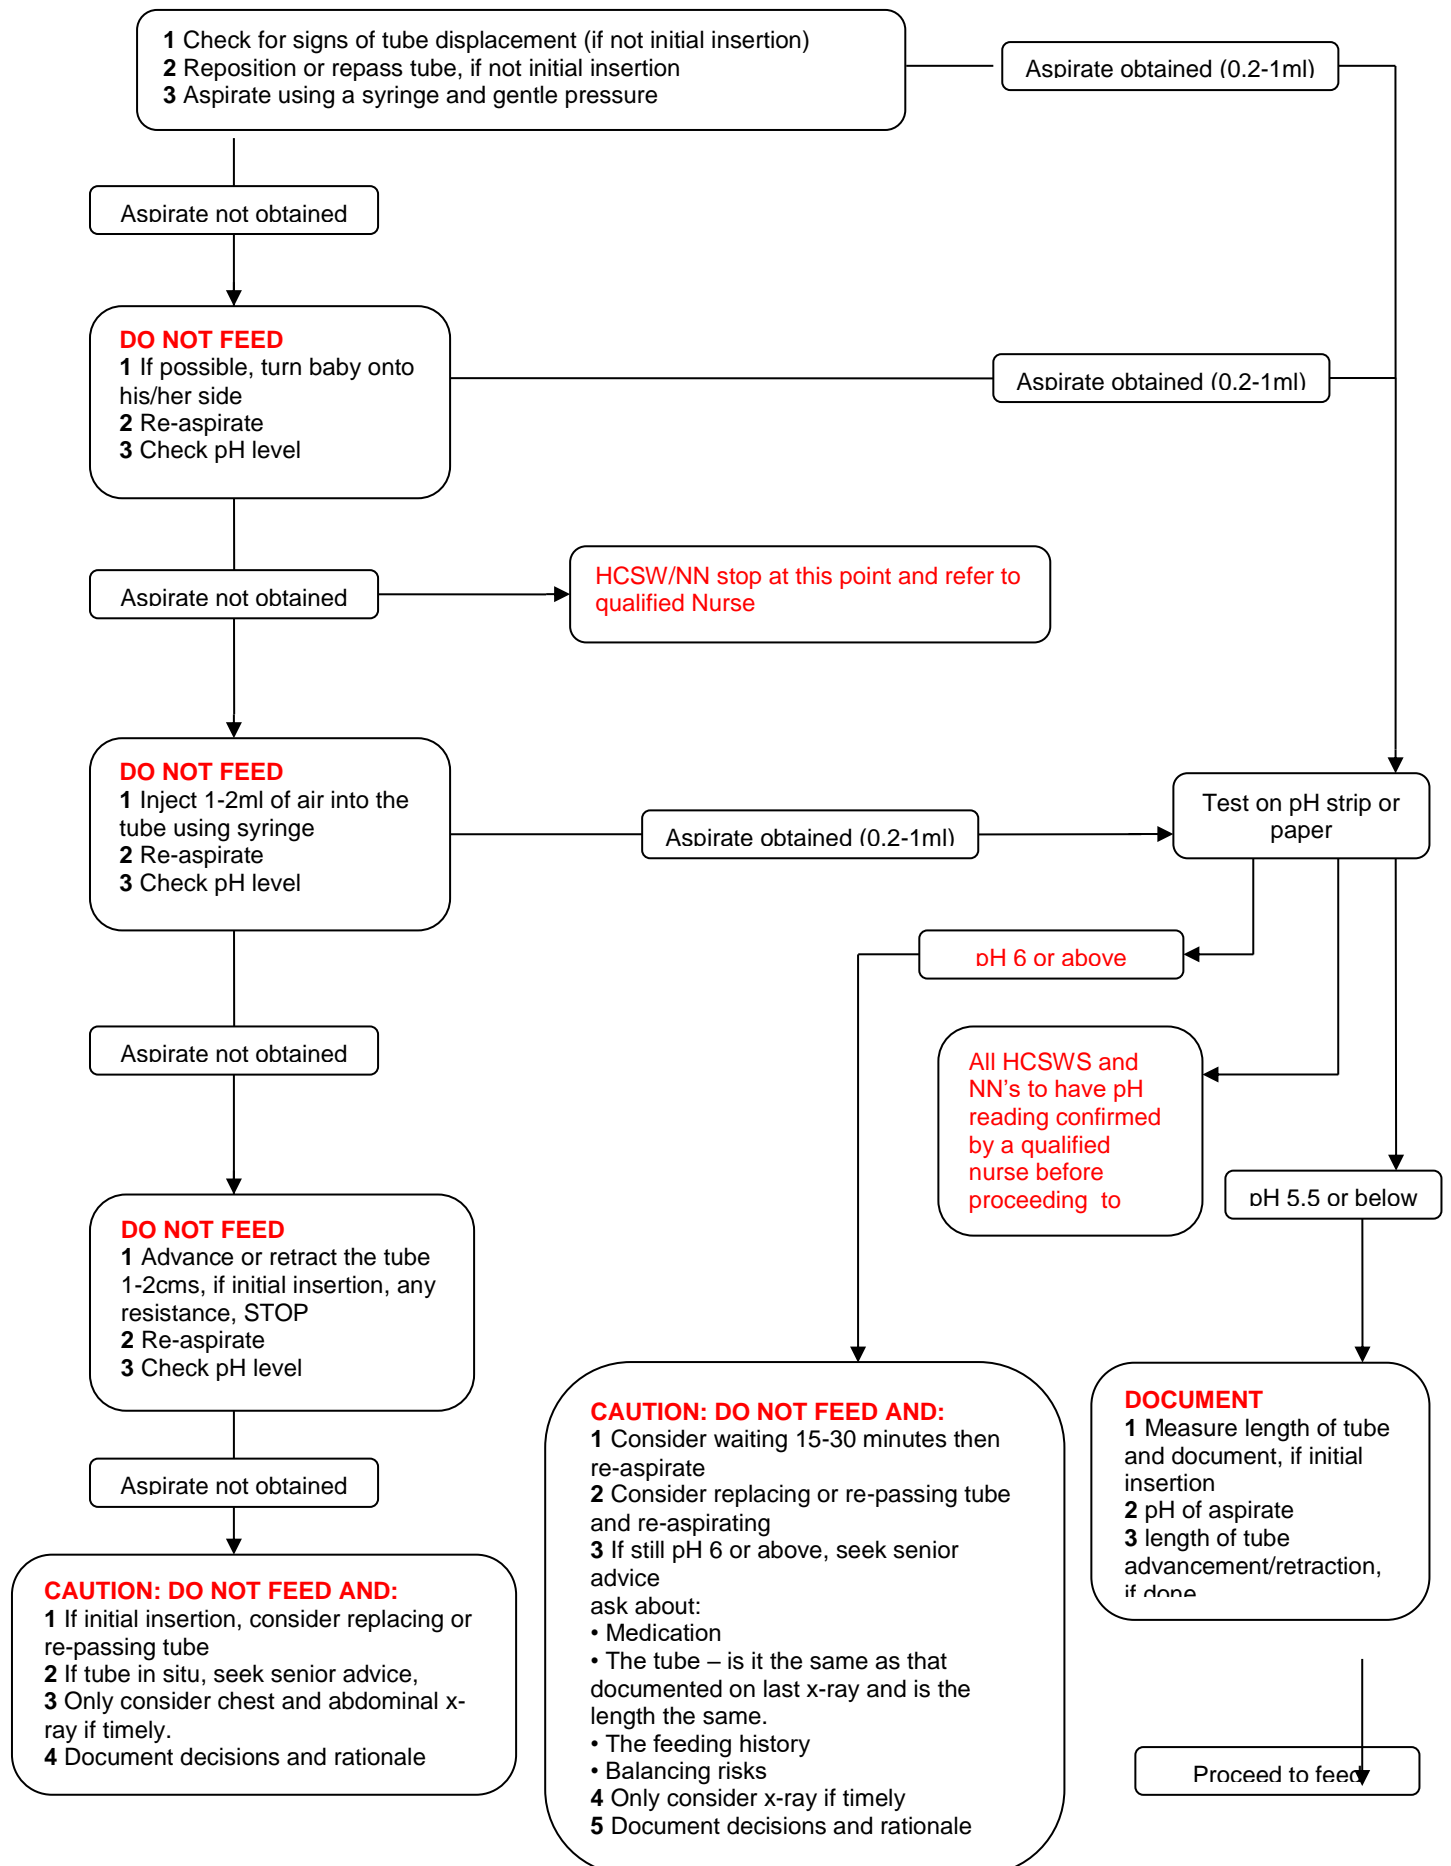 1 Check for signs of tube displacement (if not initial insertion)
2 Reposition or repass tube, if not initial insertion
3 Aspirate using a syringe and gentle pressure
Aspirate obtained (0.2-1ml)
Aspirate not obtained
DO NOT FEED
1 If possible, turn baby onto
his/her side
2 Re-aspirate
3 Check pH level
Aspirate obtained (0.2-1ml)
Aspirate not obtained
HCSW/NN stop at this point and refer to
qualified Nurse
DO NOT FEED
1 Inject 1-2ml of air into the
tube using syringe
2 Re-aspirate
3 Check pH level
Aspirate obtained (0.2-1ml)
Test on pH strip or
paper
pH 6 or above
Aspirate not obtained
All HCSWS and
NN's to have pH
reading confirmed
by a qualified
nurse before
proceeding to
pH 5.5 or below
DO NOT FEED
1 Advance or retract the tube
1-2cms, if initial insertion, any
resistance, STOP
2 Re-aspirate
3 Check pH level
Aspirate not obtained
CAUTION: DO NOT FEED AND:
1 If initial insertion, consider replacing or
re-passing tube
2 If tube in situ, seek senior advice,
3 Only consider chest and abdominal x-
ray if timely.
4 Document decisions and rationale
CAUTION: DO NOT FEED AND:
1 Consider waiting 15-30 minutes then
re-aspirate
2 Consider replacing or re-passing tube
and re-aspirating
3 If still pH 6 or above, seek senior
advice
ask about:
• Medication
• The tube – is it the same as that
documented on last x-ray and is the
length the same.
• The feeding history
• Balancing risks
4 Only consider x-ray if timely
5 Document decisions and rationale
DOCUMENT
1 Measure length of tube
and document, if initial
insertion
2 pH of aspirate
3 length of tube
advancement/retraction,
if done
Proceed to feed